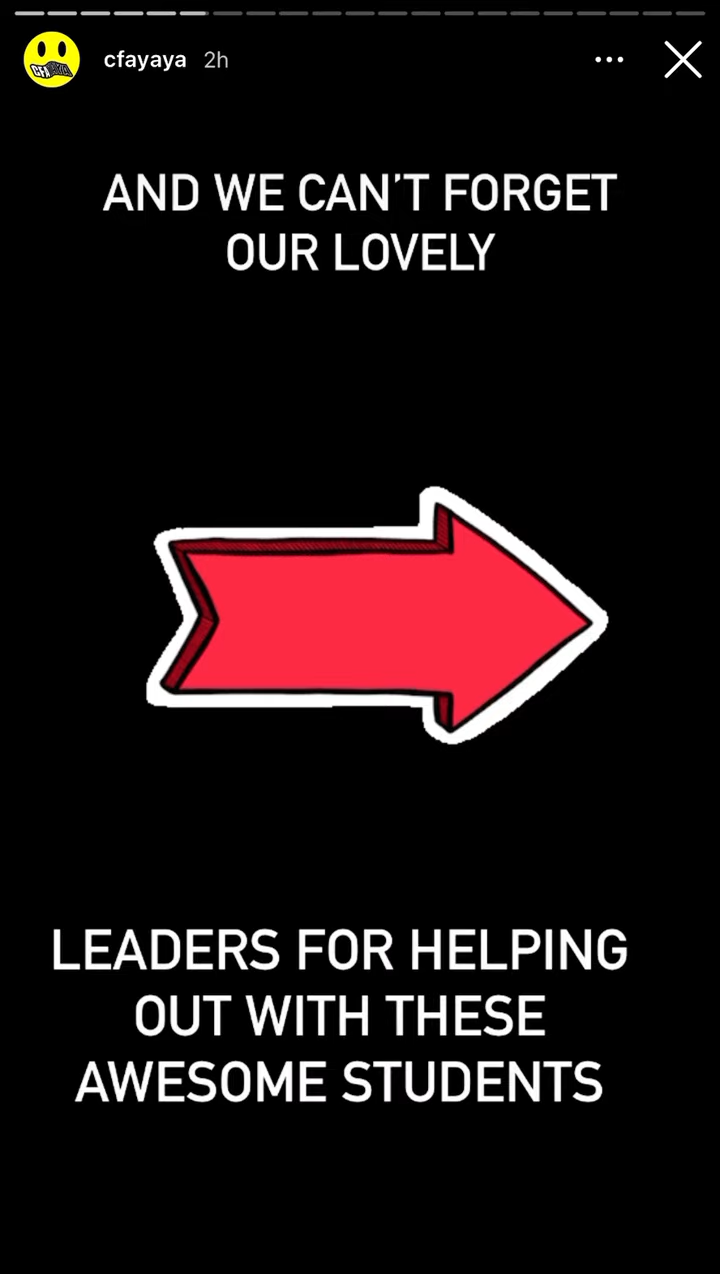 cfayaya 2h
AND WE CAN'T FORGET
OUR LOVELY
LEADERS FOR HELPING
OUT WITH THESE
AWESOME STUDENTS